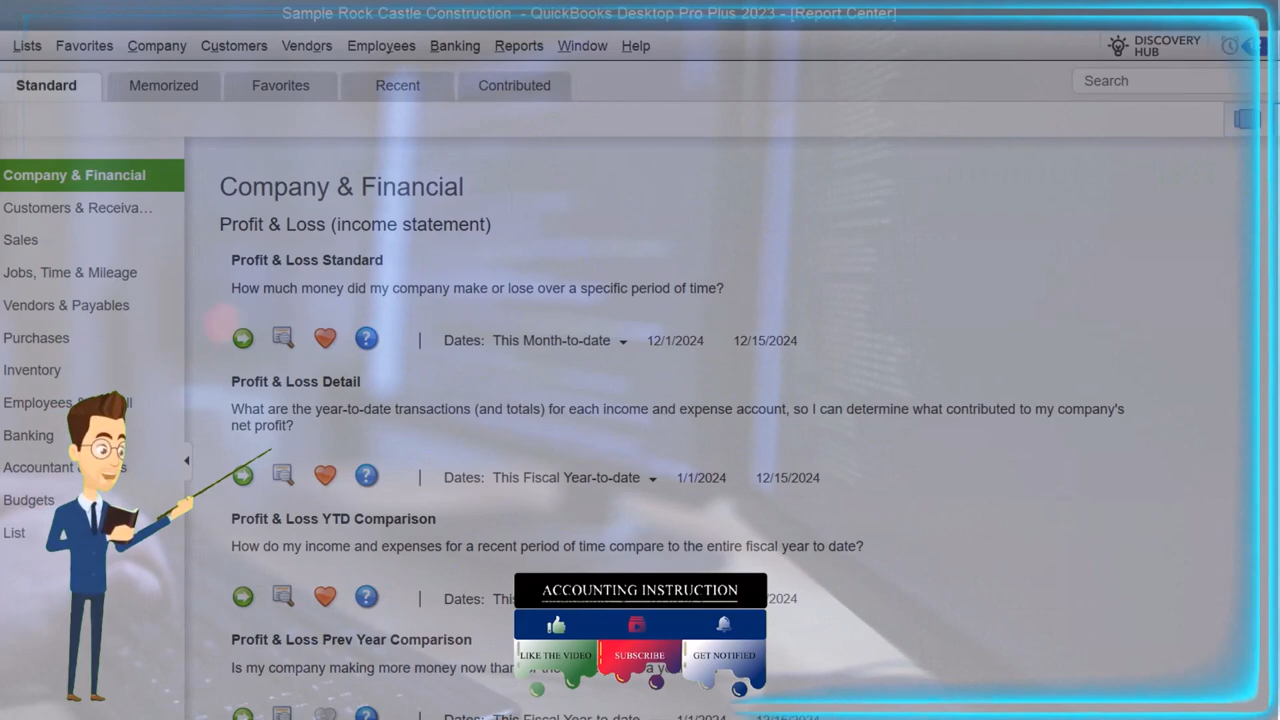 Sample Rock Castle Construction - QuickBooks Desktop Pro Plus 2023 - [Report Center]
Lists Favorites Company Customers Vendors Employees Banking Reports Window Help
DISCOVERY
HUB
Standard Memorized Favorites Recent Contributed
Search
Company & Financial
Customers & Receiva...
Sales
Jobs, Time & Mileage
Vendors & Payables
Purchases
Inventory
Employees
Banking
Accountant
Budgets
List
Company & Financial
Profit & Loss (income statement)
Profit & Loss Standard
How much money did my company make or lose over a specific period of time?
Dates: This Month-to-date 12/1/2024 12/15/2024
Profit & Loss Detail
What are the year-to-date transactions (and totals) for each income and expense account, so I can determine what contributed to my company's
net profit?
Dates: This Fiscal Year-to-date 1/1/2024 12/15/2024
Profit & Loss YTD Comparison
How do my income and expenses for a recent period of time compare to the entire fiscal year to date?
Dates:
Profit & Loss Prev Year Comparison
Is my company making more money now
ACCOUNTING INSTRUCTION
LIKE THE VIDEO SUBSCRIBE GET NOTIFIED